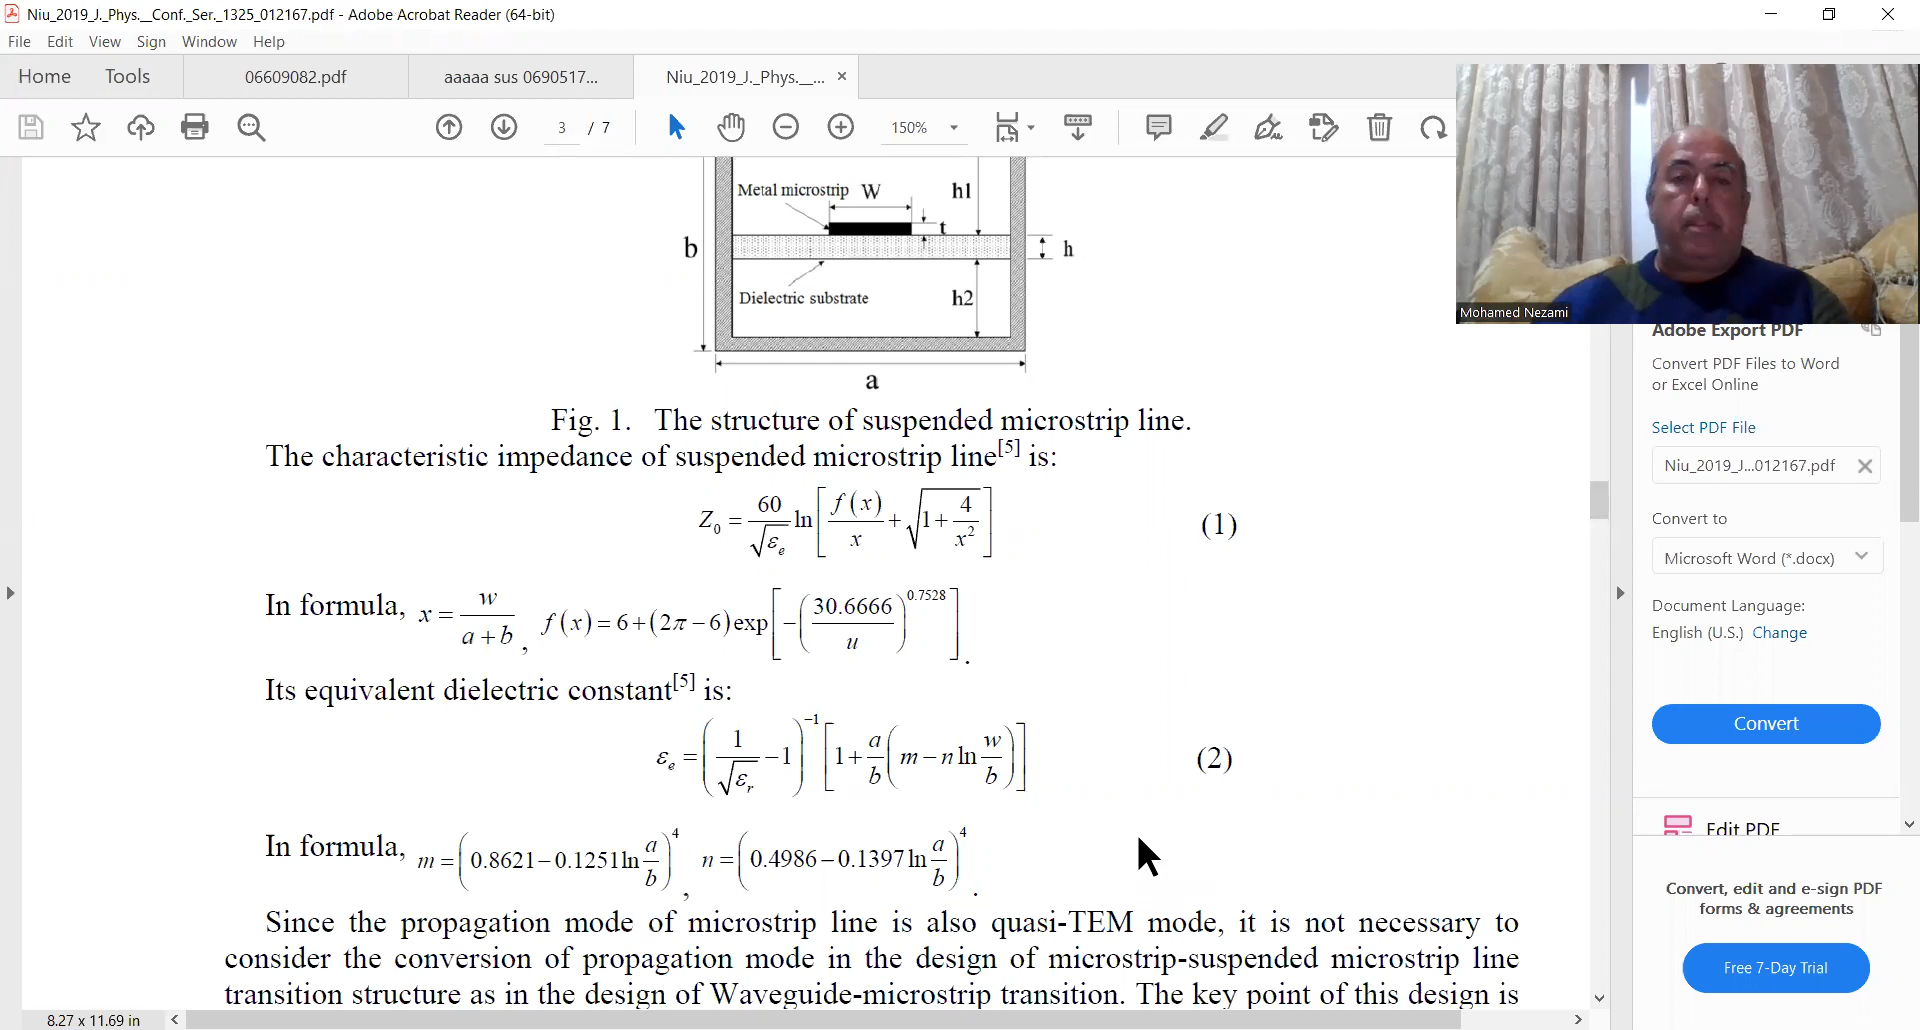 Niu_2019_J._Phys.__Conf._Ser._1325_012167.pdf - Adobe Acrobat Reader (64-bit)
File Edit View Sign Window Help
Home Tools 06609082.pdf aaaaa sus 0690517... Niu_2019_J._Phys.__... ×
3 / 7 150%
Metal microstrip W h1
t
b h
Dielectric substrate h2
a
Fig. 1. The structure of suspended microstrip line.
The characteristic impedance of suspended microstrip line[5] is:
Z₀ = 60/√εₑ ln[f(x)/x + √(1 + 4/x²)] (1)
In formula, x = w/(a+b), f(x) = 6 + (2π − 6)exp[−(30.6666/u)^0.7528].
Its equivalent dielectric constant[5] is:
εₑ = (1/√εᵣ − 1)⁻¹ [1 + a/b (m − n ln w/b)] (2)
In formula, m = (0.8621 − 0.1251 ln a/b)⁴, n = (0.4986 − 0.1397 ln a/b)⁴.
Since the propagation mode of microstrip line is also quasi-TEM mode, it is not necessary to
consider the conversion of propagation mode in the design of microstrip-suspended microstrip line
transition structure as in the design of Waveguide-microstrip transition. The key point of this design is
8.27 x 11.69 in
Mohamed Nezami
Adobe Export PDF
Convert PDF Files to Word
or Excel Online
Select PDF File
Niu_2019_J...012167.pdf
Convert to
Microsoft Word (*.docx)
Document Language:
English (U.S.) Change
Convert
Edit PDF
Convert, edit and e-sign PDF
forms & agreements
Free 7-Day Trial